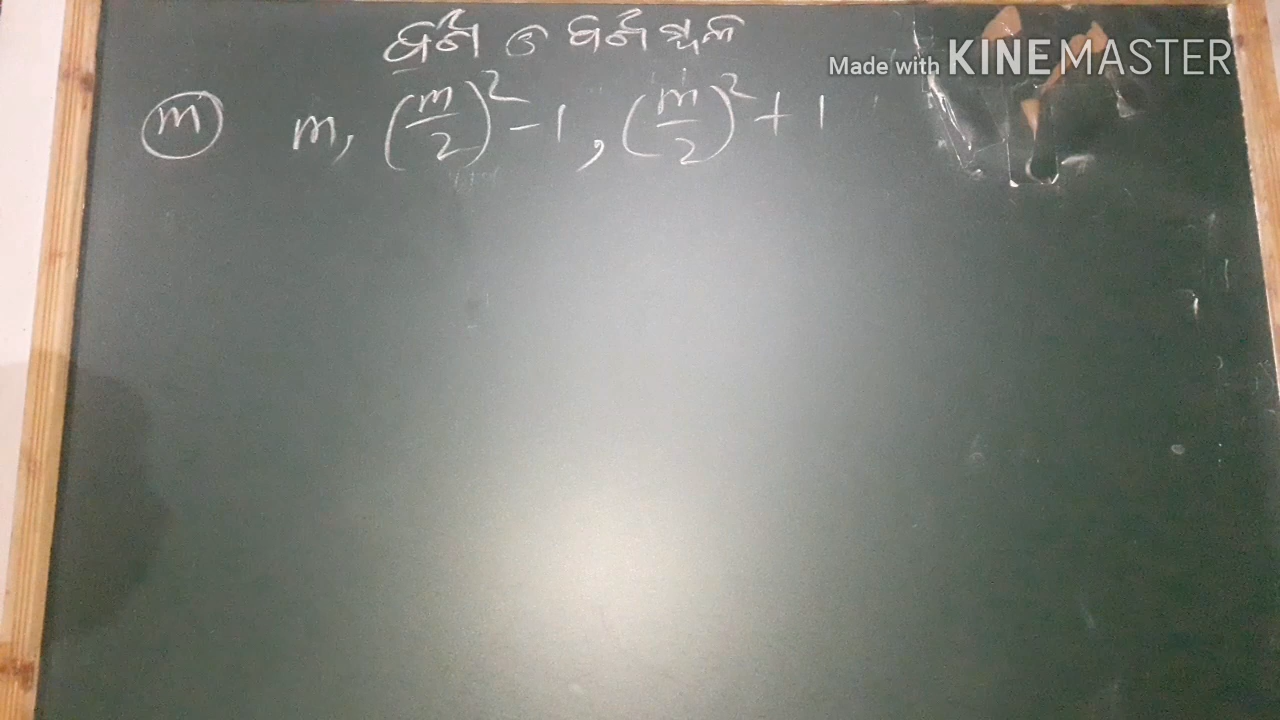 ବର୍ଗ ଓ ବର୍ଗମୂଳ
Made with KINEMASTER
m m, (m/2)² - 1, (m/2)² + 1